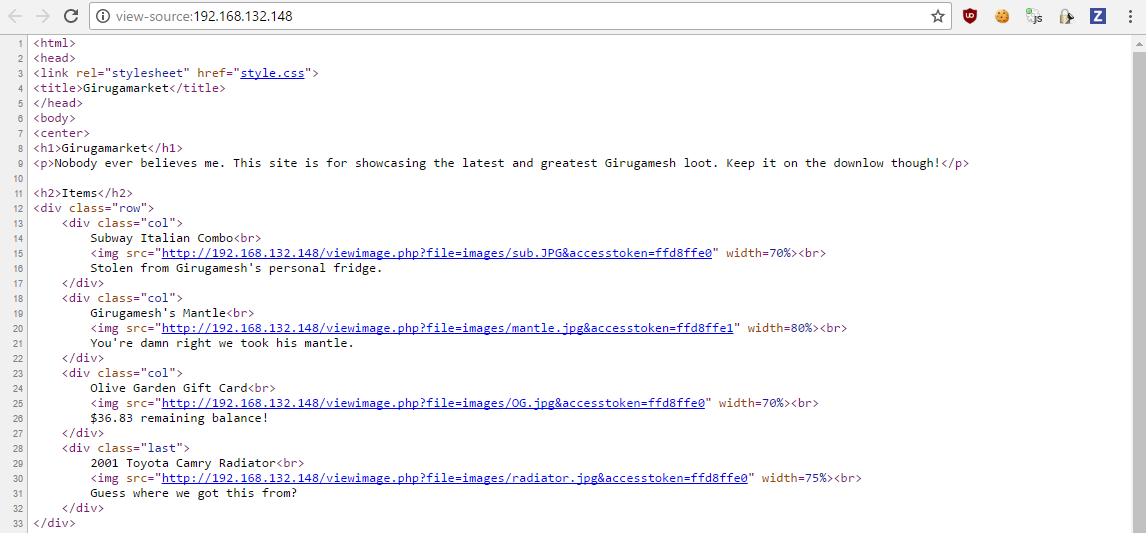 view-source:192.168.132.148
1 <html>
2 <head>
3 <link rel="stylesheet" href="style.css">
4 <title>Girugamarket</title>
5 </head>
6 <body>
7 <center>
8 <h1>Girugamarket</h1>
9 <p>Nobody ever believes me. This site is for showcasing the latest and greatest Girugamesh loot. Keep it on the downlow though!</p>
10
11 <h2>Items</h2>
12 <div class="row">
13     <div class="col">
14         Subway Italian Combo<br>
15         <img src="http://192.168.132.148/viewimage.php?file=images/sub.JPG&accesstoken=ffd8ffe0" width=70%><br>
16         Stolen from Girugamesh's personal fridge.
17     </div>
18     <div class="col">
19         Girugamesh's Mantle<br>
20         <img src="http://192.168.132.148/viewimage.php?file=images/mantle.jpg&accesstoken=ffd8ffe1" width=80%><br>
21         You're damn right we took his mantle.
22     </div>
23     <div class="col">
24         Olive Garden Gift Card<br>
25         <img src="http://192.168.132.148/viewimage.php?file=images/OG.jpg&accesstoken=ffd8ffe0" width=70%><br>
26         $36.83 remaining balance!
27     </div>
28     <div class="last">
29         2001 Toyota Camry Radiator<br>
30         <img src="http://192.168.132.148/viewimage.php?file=images/radiator.jpg&accesstoken=ffd8ffe0" width=75%><br>
31         Guess where we got this from?
32     </div>
33 </div>